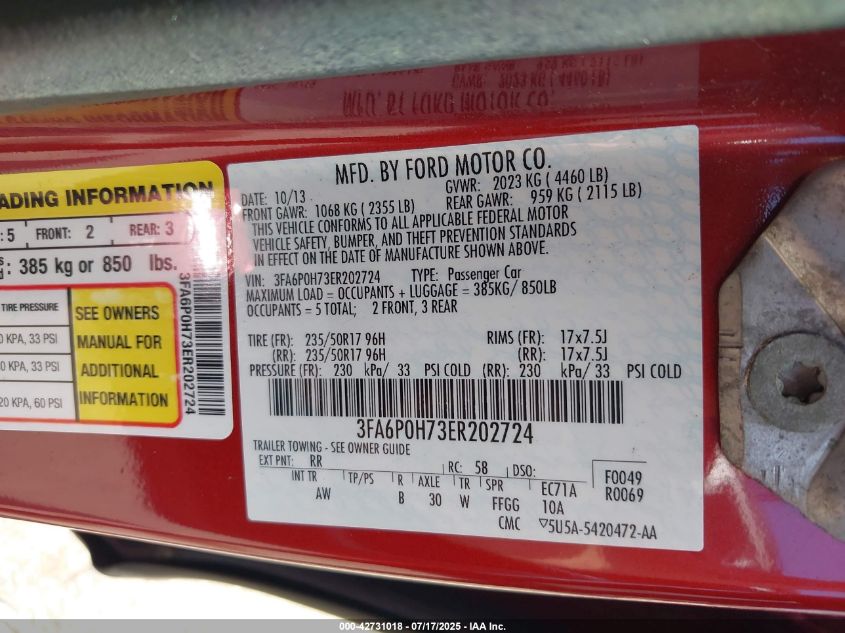 MFD. BY FORD MOTOR CO.
DATE: 10/13
GVWR: 2023 KG ( 4460 LB)
FRONT GAWR: 1068 KG ( 2355 LB)
REAR GAWR: 959 KG ( 2115 LB)
THIS VEHICLE CONFORMS TO ALL APPLICABLE FEDERAL MOTOR
VEHICLE SAFETY, BUMPER, AND THEFT PREVENTION STANDARDS
IN EFFECT ON THE DATE OF MANUFACTURE SHOWN ABOVE.
VIN: 3FA6P0H73ER202724 TYPE: Passenger Car
MAXIMUM LOAD = OCCUPANTS + LUGGAGE = 385KG/ 850LB
OCCUPANTS = 5 TOTAL; 2 FRONT, 3 REAR
TIRE (FR): 235/50R17 96H RIMS (FR): 17x7.5J
(RR): 235/50R17 96H (RR): 17x7.5J
PRESSURE (FR): 230 kPa/ 33 PSI COLD (RR): 230 kPa/ 33 PSI COLD
3FA6P0H73ER202724
TRAILER TOWING - SEE OWNER GUIDE
EXT PNT: RR RC: 58 DSO:
INT TR TP/PS R AXLE TR SPR EC71A
AW B 30 W FFGG 10A
CMC ▽5U5A-5420472-AA
F0049
R0069
ADING INFORMATION
: 5 FRONT: 2 REAR: 3
: 385 kg or 850 lbs.
TIRE PRESSURE
0 KPA, 33 PSI
0 KPA, 33 PSI
20 KPA, 60 PSI
SEE OWNERS
MANUAL FOR
ADDITIONAL
INFORMATION
3FA6P0H73ER202724
000-42731018 - 07/17/2025 - IAA Inc.